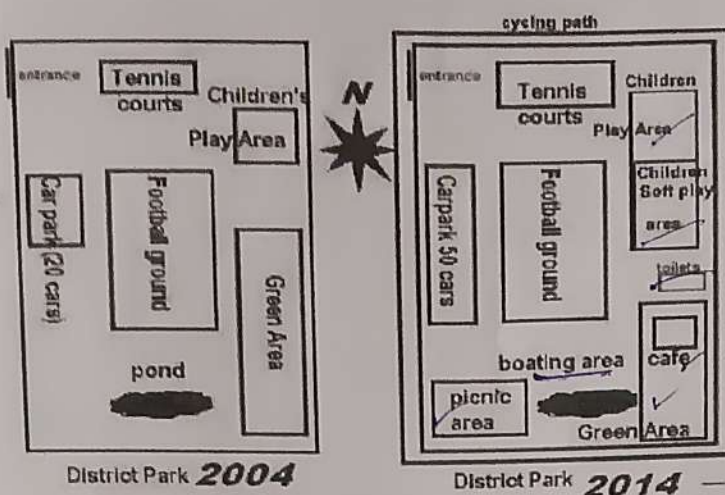 entrance
Tennis
courts
Children's
Play Area
Car park (20 cars)
Football ground
Green Area
pond
District Park 2004
N
cycing path
entrance
Tennis
courts
Children
Play Area
Children
Soft play
area
Carpark 50 cars
Football ground
toilets
boating area
cafe
picnic
area
Green Area
District Park 2014